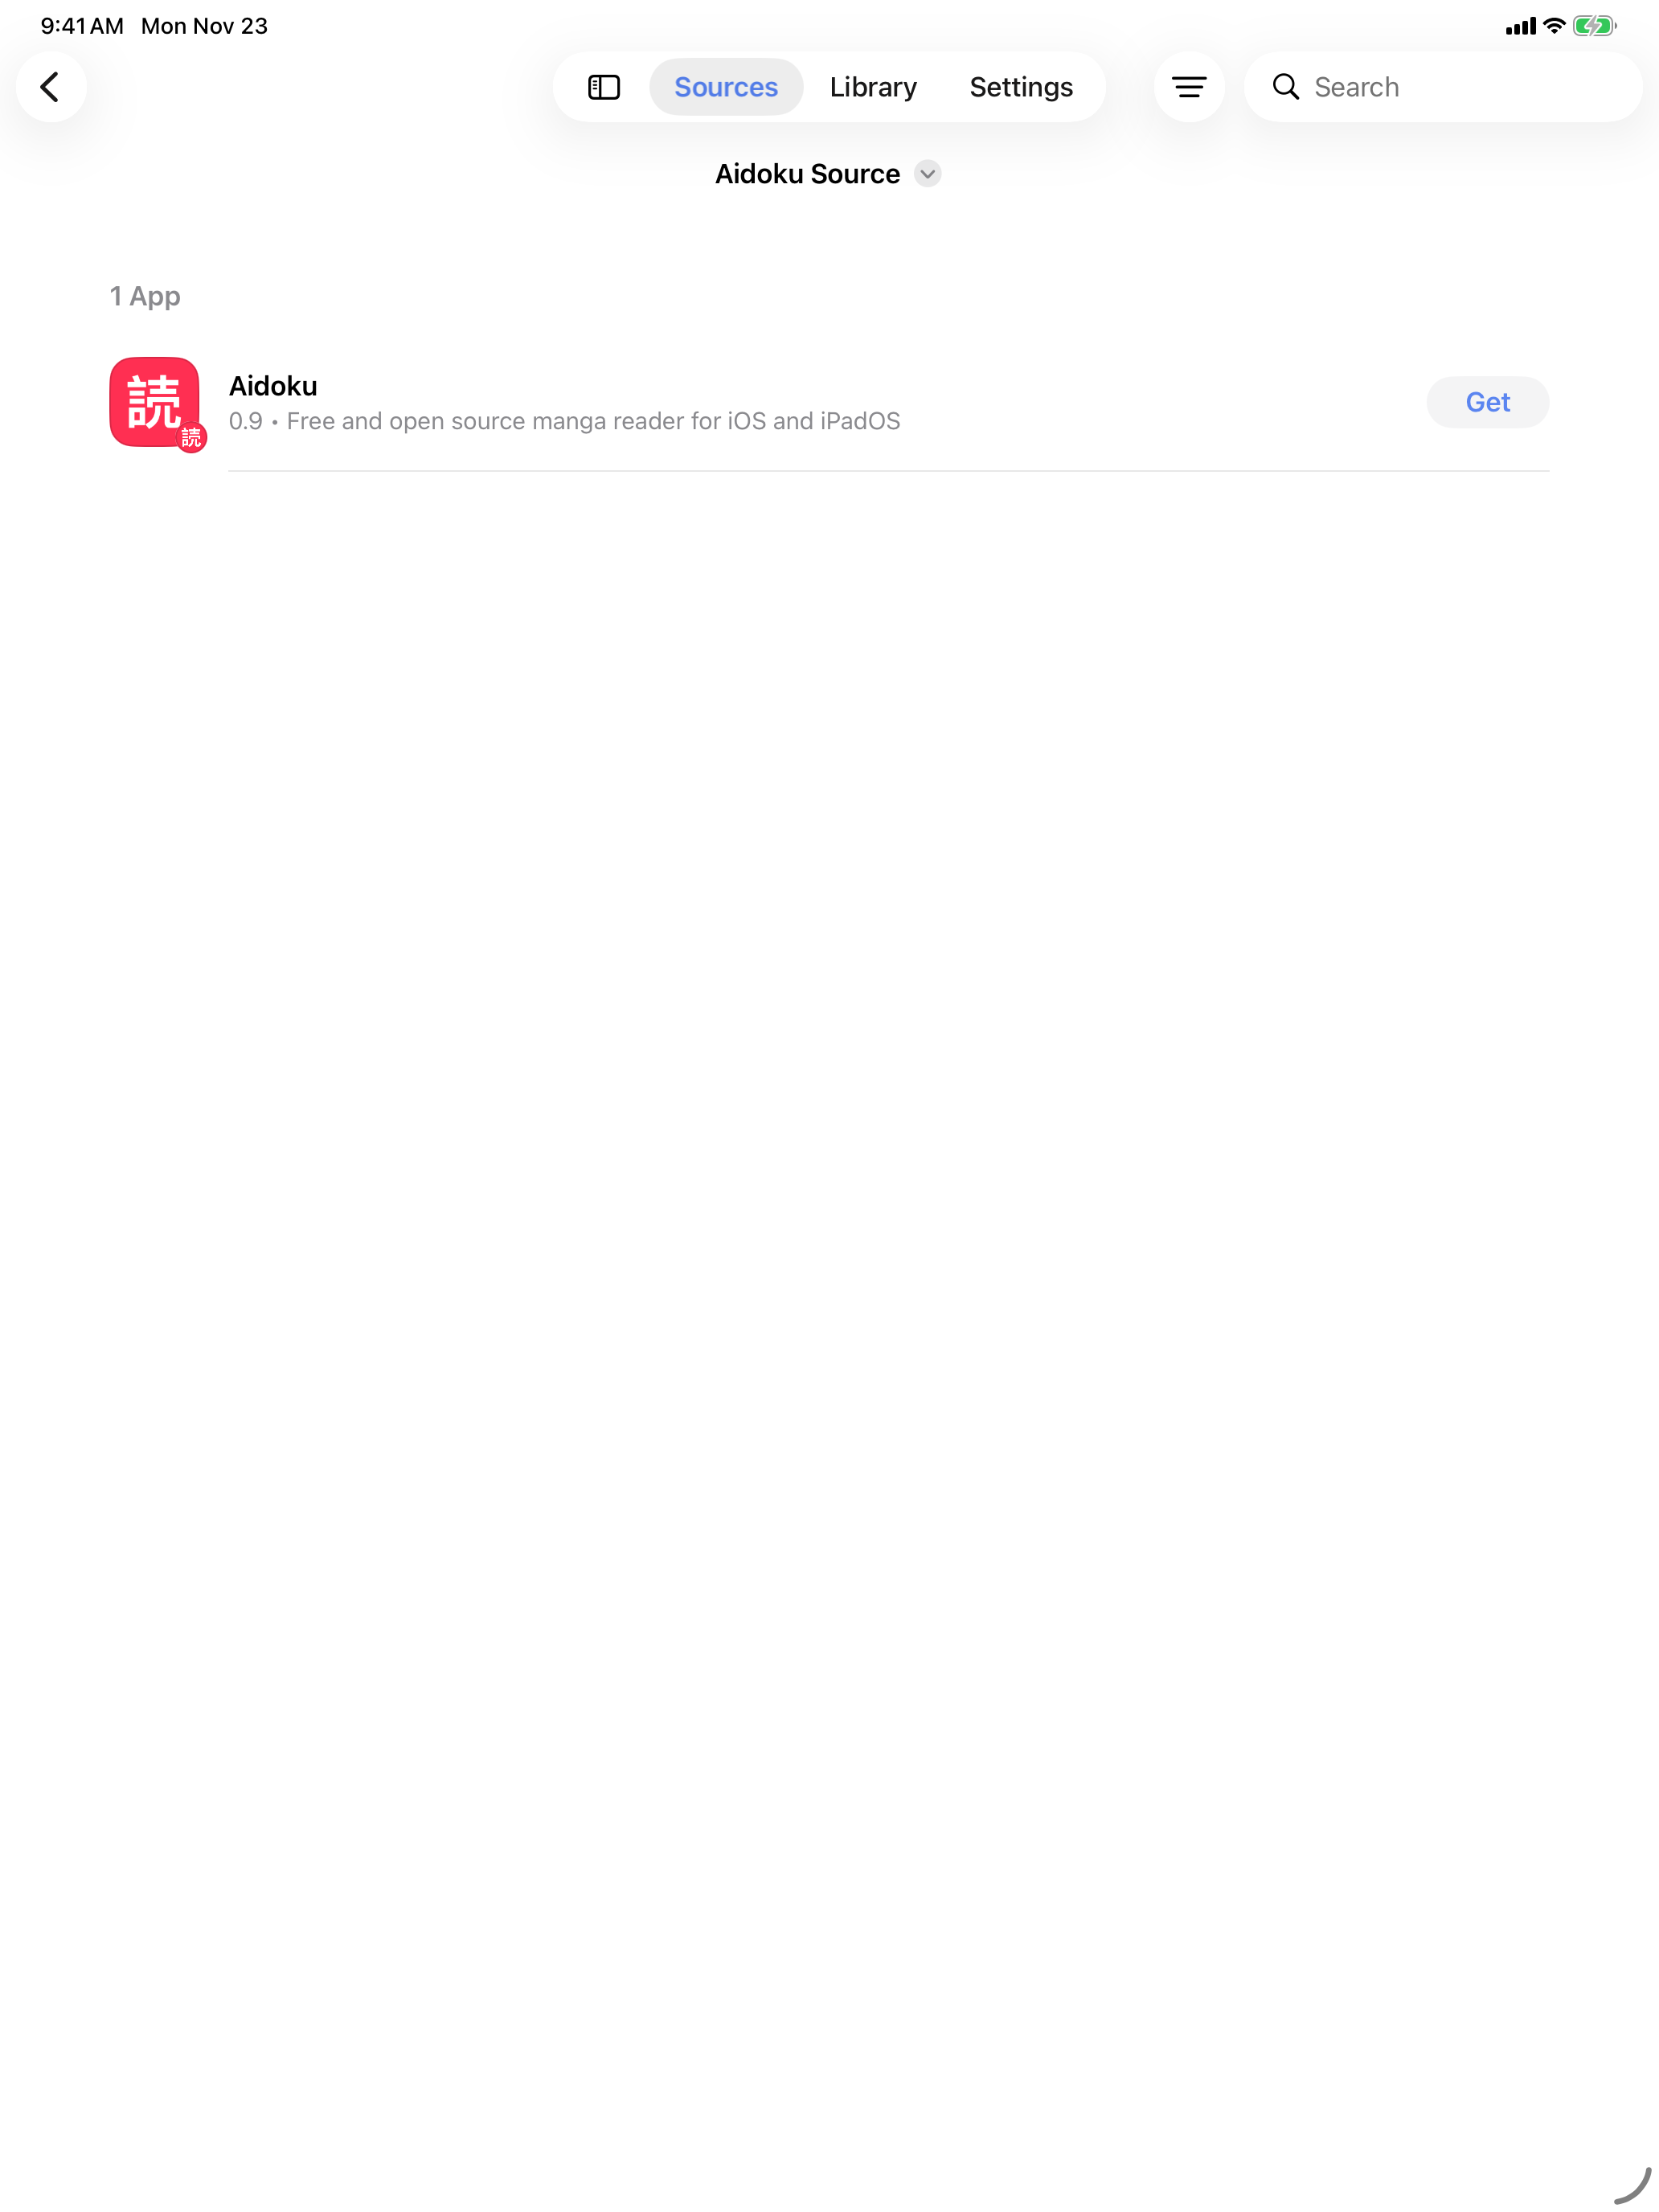 9:41 AM Mon Nov 23
Sources Library Settings Search
Aidoku Source
1 App
読
読
Aidoku
0.9 • Free and open source manga reader for iOS and iPadOS
Get